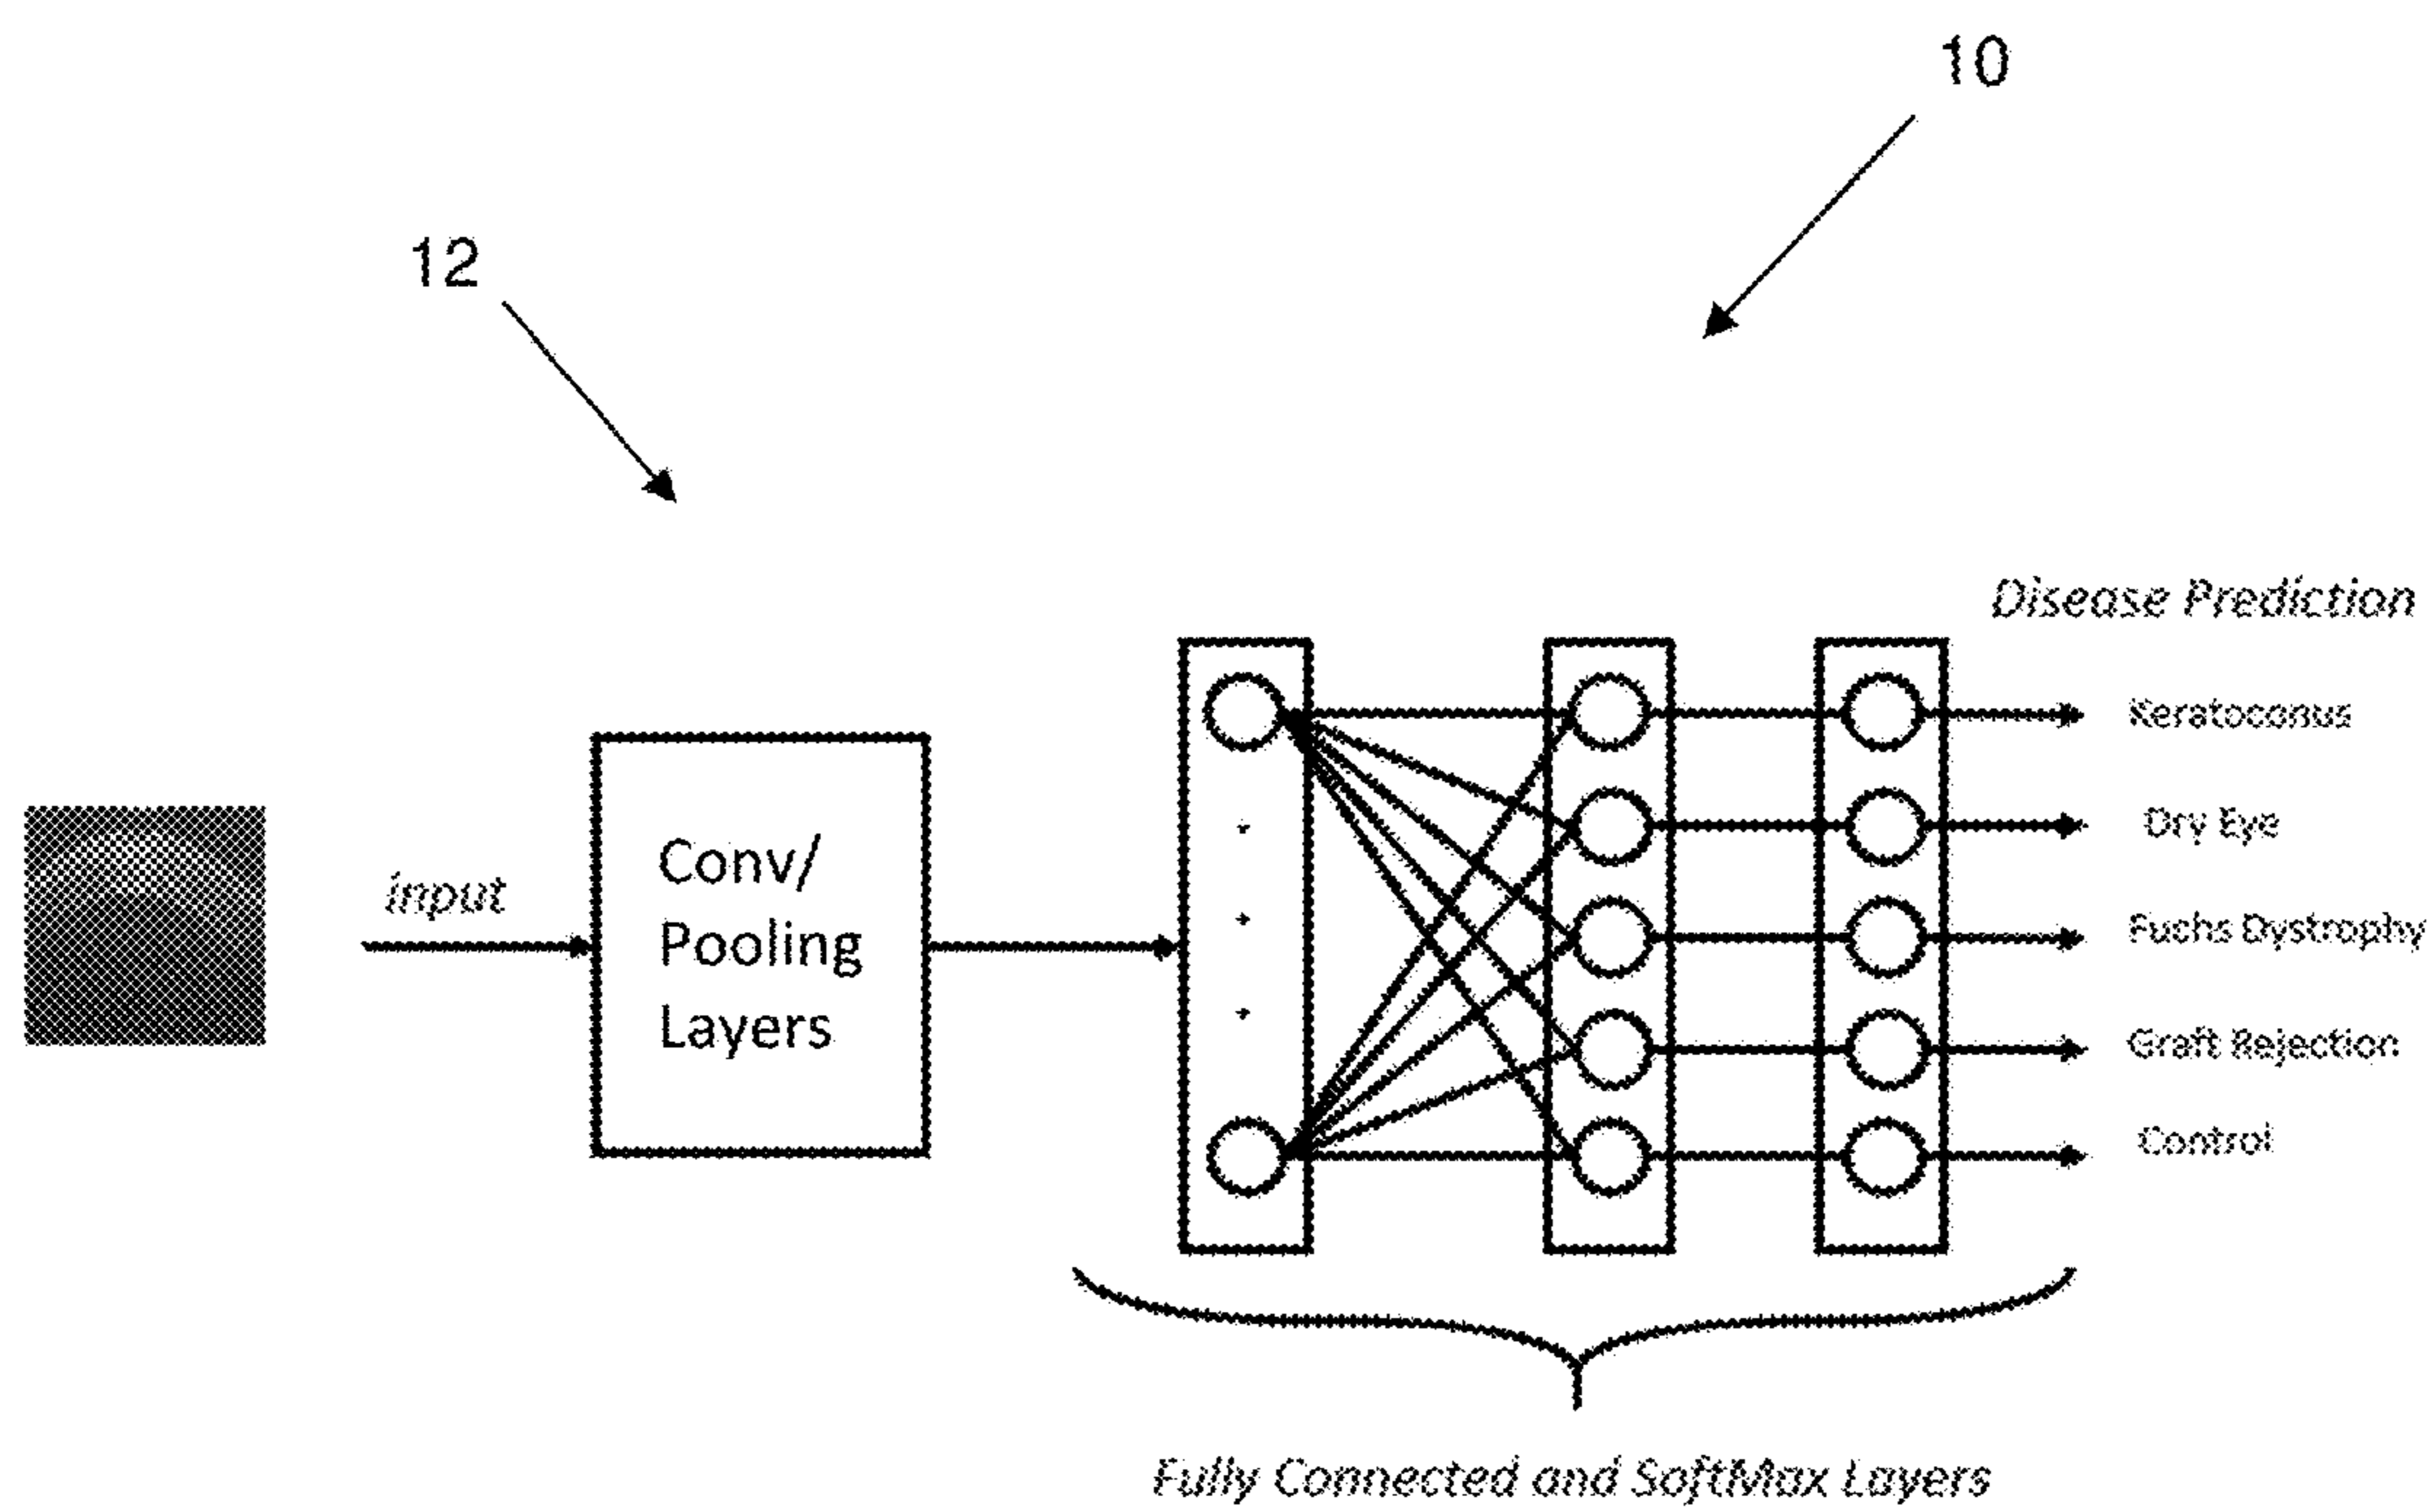 10
12
Disease Prediction
Keratoconus
Dry Eye
input
Conv/
Pooling
Layers
Fuchs Dystrophy
Graft Rejection
Control
Fully Connected and SoftMax Layers